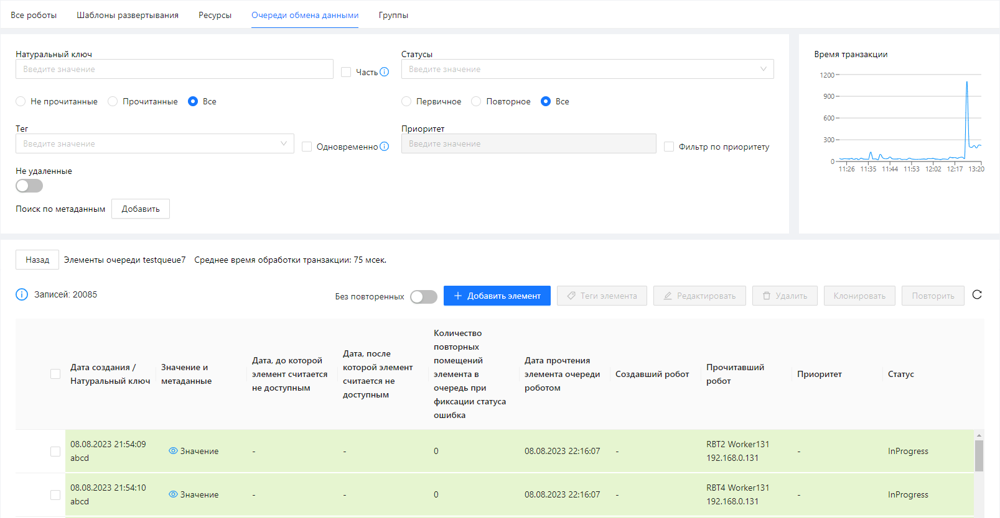 Все роботы Шаблоны развертывания Ресурсы Очереди обмена данными Группы
Натуральный ключ
Введите значение
Часть
Статусы
Введите значение
Не прочитанные Прочитанные Все
Первичное Повторное Все
Тег
Введите значение
Одновременно
Приоритет
Введите значение
Фильтр по приоритету
Не удаленные
Поиск по метаданным Добавить
Время транзакции
1200
900
600
300
0
11:26 11:35 11:44 11:53 12:02 12:17 13:20
Назад Элементы очереди testqueue7 Среднее время обработки транзакции: 75 мсек.
Записей: 20085
Без повторенных + Добавить элемент Теги элемента Редактировать Удалить Клонировать Повторить
Дата создания /
Натуральный ключ
Значение и
метаданные
Дата, до которой
элемент считается
не доступным
Дата, после
которой элемент
считается не
доступным
Количество
повторных
помещений
элемента в
очередь при
фиксации статуса
ошибка
Дата прочтения
элемента очереди
роботом
Создавший робот
Прочитавший
робот
Приоритет
Статус
08.08.2023 21:54:09
abcd
Значение - - 0 08.08.2023 22:16:07 -
RBT2 Worker131
192.168.0.131
- InProgress
08.08.2023 21:54:10
abcd
Значение - - 0 08.08.2023 22:16:07 -
RBT4 Worker131
192.168.0.131
- InProgress